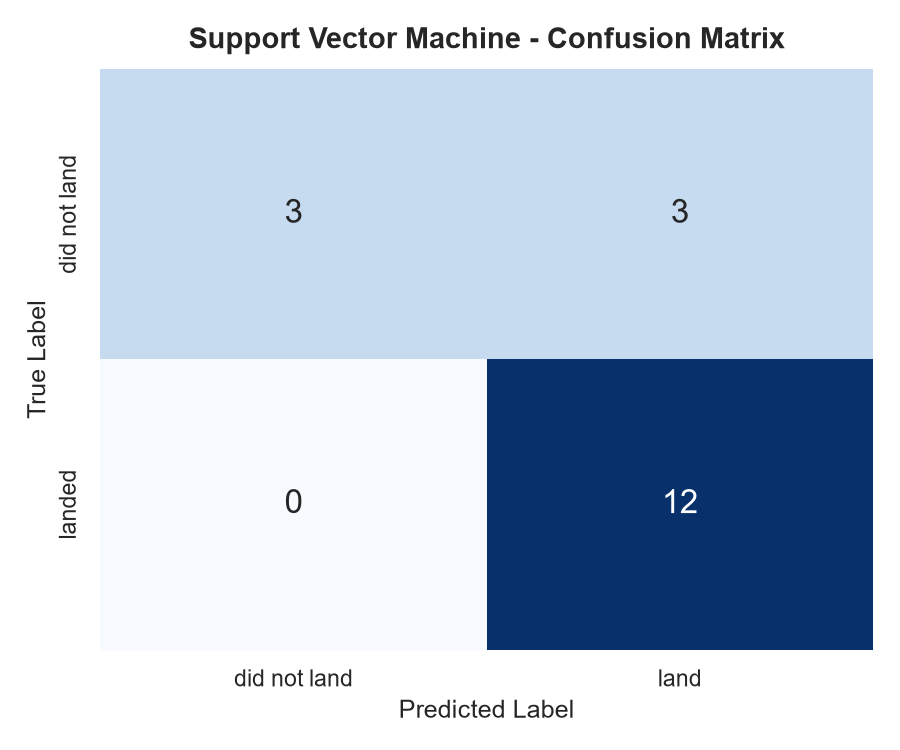 Support Vector Machine - Confusion Matrix
True Label
did not land
3
3
landed
0
12
did not land
land
Predicted Label